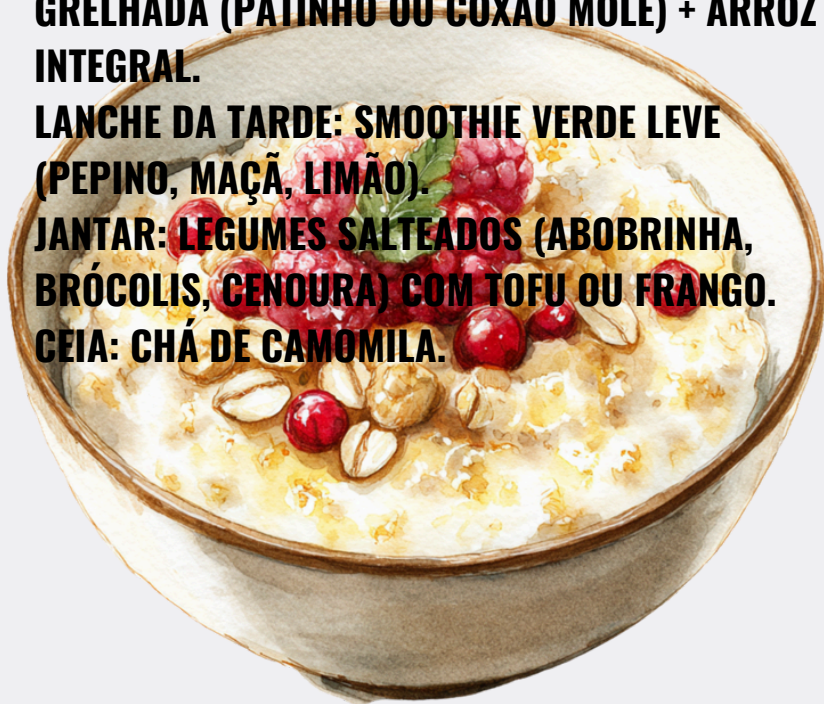 GRELHADA (PATINHO OU COXÃO MOLE) + ARROZ
INTEGRAL.
LANCHE DA TARDE: SMOOTHIE VERDE LEVE
(PEPINO, MAÇÃ, LIMÃO).
JANTAR: LEGUMES SALTEADOS (ABOBRINHA,
BRÓCOLIS, CENOURA) COM TOFU OU FRANGO.
CEIA: CHÁ DE CAMOMILA.